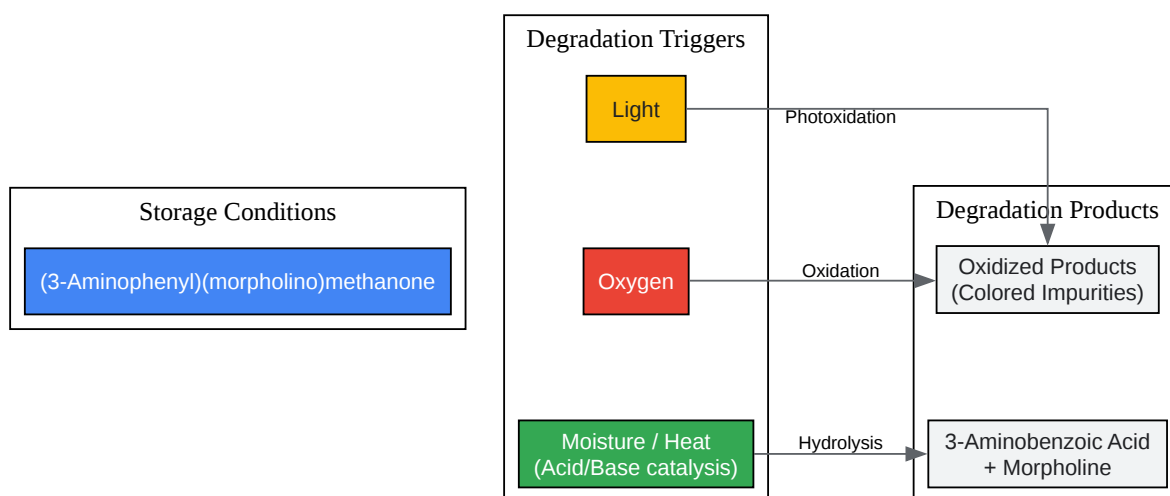 Degradation Triggers
Light
Photoxidation
Storage Conditions
Degradation Products
(3-Aminophenyl)(morpholino)methanone
Oxygen
Oxidation
Oxidized Products
(Colored Impurities)
Moisture / Heat
(Acid/Base catalysis)
Hydrolysis
3-Aminobenzoic Acid
+ Morpholine